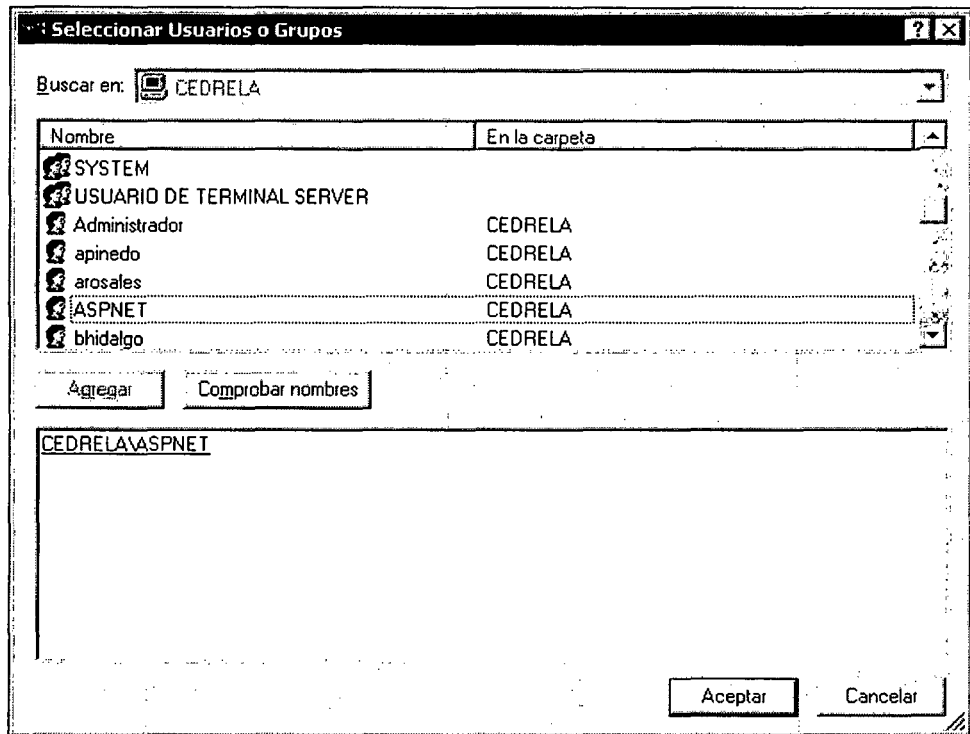 Seleccionar Usuarios o Grupos
Buscar en: CEDRELA
Nombre En la carpeta
SYSTEM
USUARIO DE TERMINAL SERVER
Administrador CEDRELA
apinedo CEDRELA
arosales CEDRELA
ASPNET CEDRELA
bhidalgo CEDRELA
Agregar Comprobar nombres
CEDRELA\ASPNET
Aceptar Cancelar